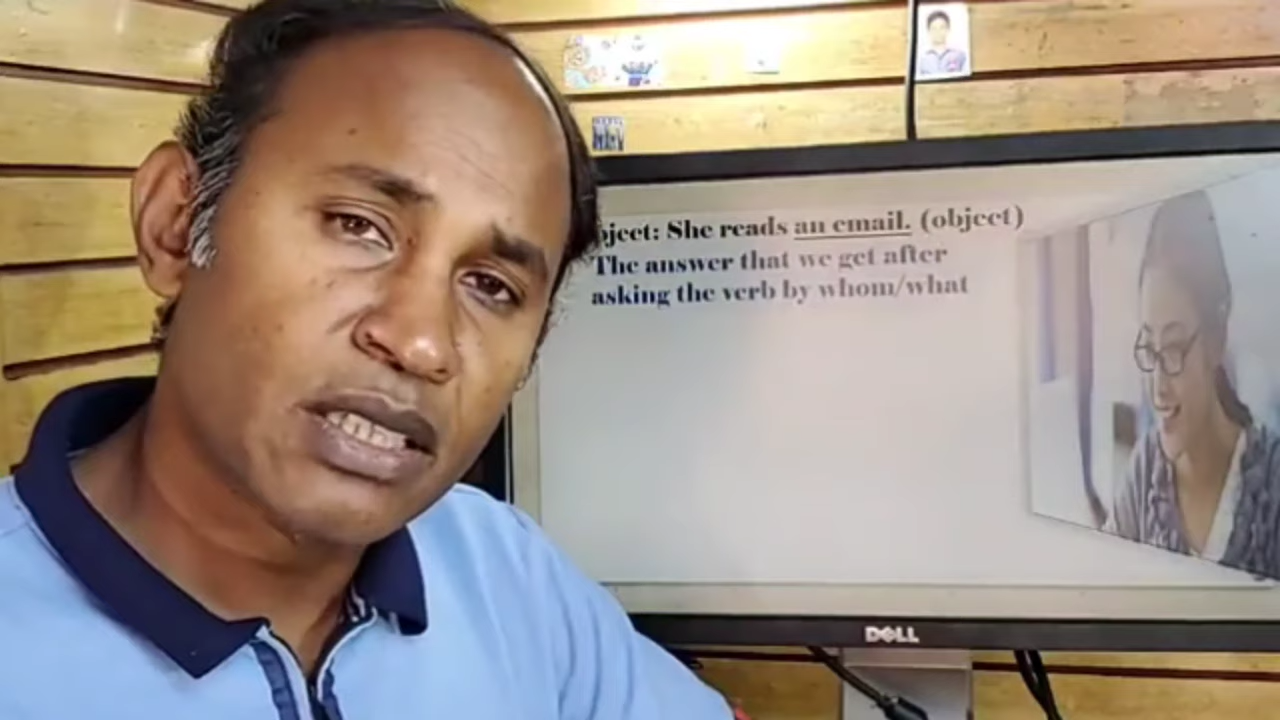 bject: She reads an email. (object)
The answer that we get after
asking the verb by whom/what
DELL